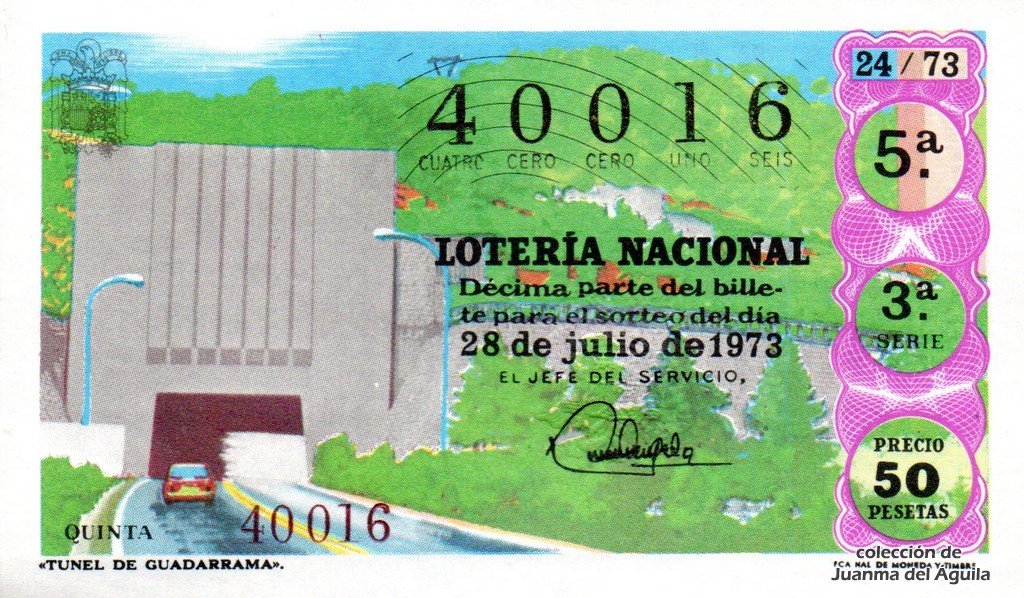 24 / 73
40016
CUATRO CERO CERO UNO SEIS
5.ª
LOTERÍA NACIONAL
Décima parte del bille-
te para el sorteo del día
28 de julio de 1973
EL JEFE DEL SERVICIO,
3.ª
SERIE
PRECIO
50
PESETAS
QUINTA
40016
«TUNEL DE GUADARRAMA».
colección de
Juanma del Aguila